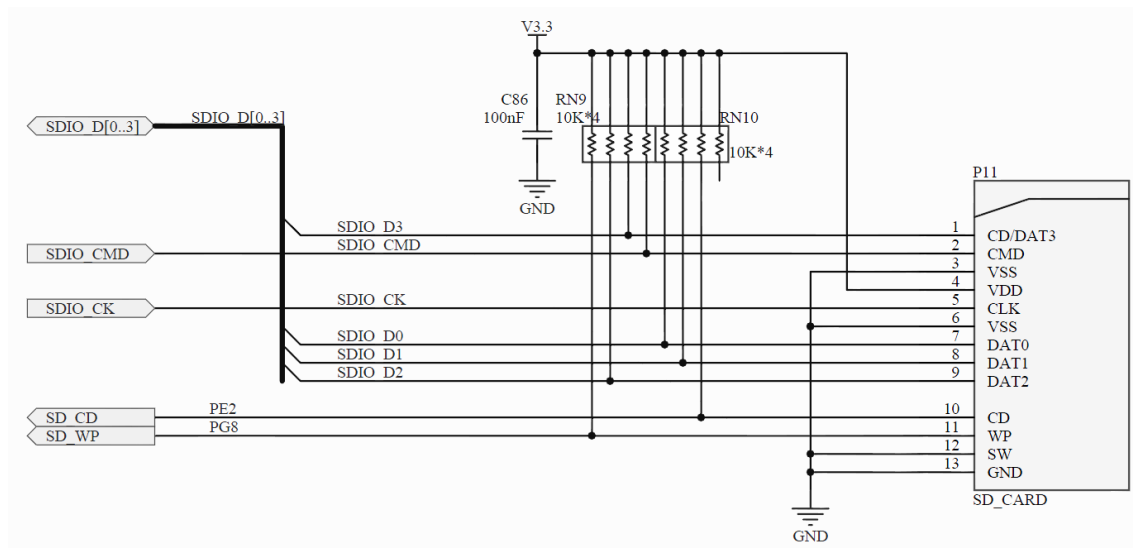 V3.3
C86
100nF
RN9
10K*4
RN10
10K*4
GND
SDIO_D[0..3]
SDIO_D[0..3]
SDIO_D3
SDIO_CMD
SDIO_CMD
SDIO_CK
SDIO_CK
SDIO_D0
SDIO_D1
SDIO_D2
SD_CD
PE2
SD_WP
PG8
P11
1 CD/DAT3
2 CMD
3 VSS
4 VDD
5 CLK
6 VSS
7 DAT0
8 DAT1
9 DAT2
10 CD
11 WP
12 SW
13 GND
SD_CARD
GND